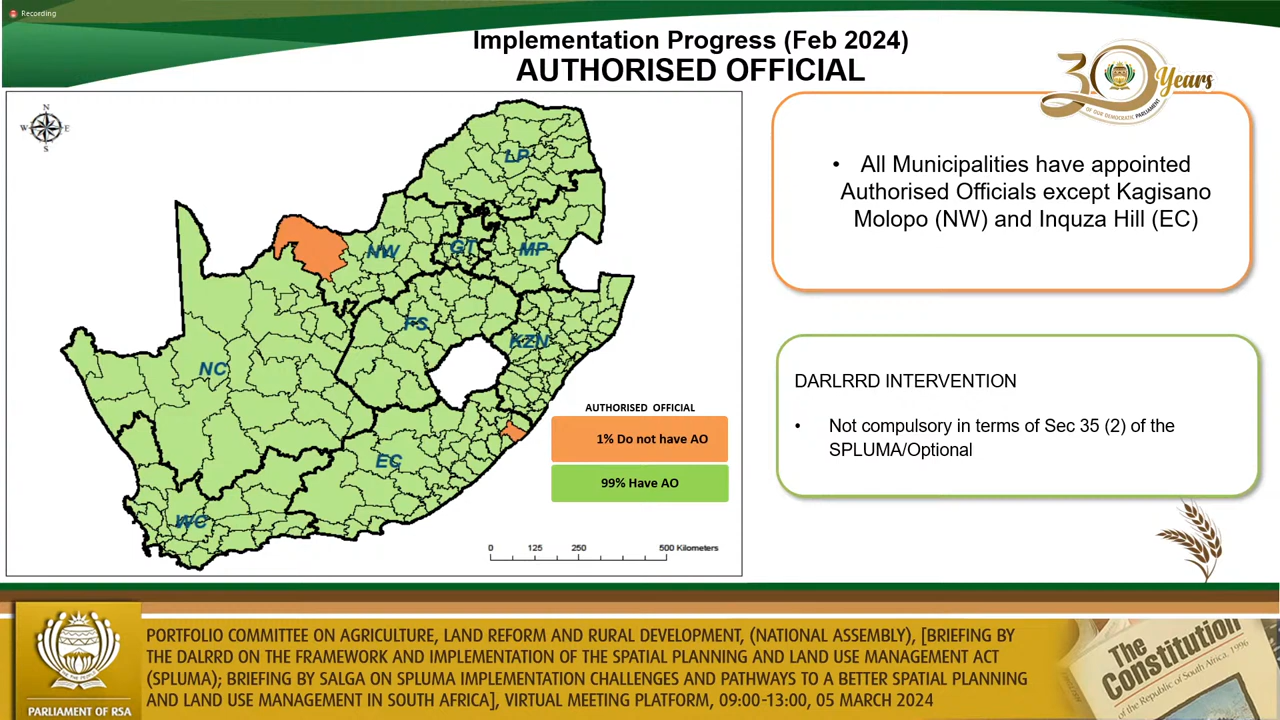 Recording
Implementation Progress (Feb 2024)
AUTHORISED OFFICIAL
30 Years
OF OUR DEMOCRATIC PARLIAMENT
N
W E
S
LP
NW
GT
MP
FS
KZN
NC
EC
WC
AUTHORISED OFFICIAL
1% Do not have AO
99% Have AO
0 125 250 500 Kilometers
• All Municipalities have appointed
Authorised Officials except Kagisano
Molopo (NW) and Inquza Hill (EC)
DARLRRD INTERVENTION
• Not compulsory in terms of Sec 35 (2) of the
SPLUMA/Optional
PARLIAMENT OF RSA
PORTFOLIO COMMITTEE ON AGRICULTURE, LAND REFORM AND RURAL DEVELOPMENT, (NATIONAL ASSEMBLY), [BRIEFING BY
THE DALRRD ON THE FRAMEWORK AND IMPLEMENTATION OF THE SPATIAL PLANNING AND LAND USE MANAGEMENT ACT
(SPLUMA); BRIEFING BY SALGA ON SPLUMA IMPLEMENTATION CHALLENGES AND PATHWAYS TO A BETTER SPATIAL PLANNING
AND LAND USE MANAGEMENT IN SOUTH AFRICA], VIRTUAL MEETING PLATFORM, 09:00-13:00, 05 MARCH 2024
The
Constitution
of the Republic of South Africa, 1996